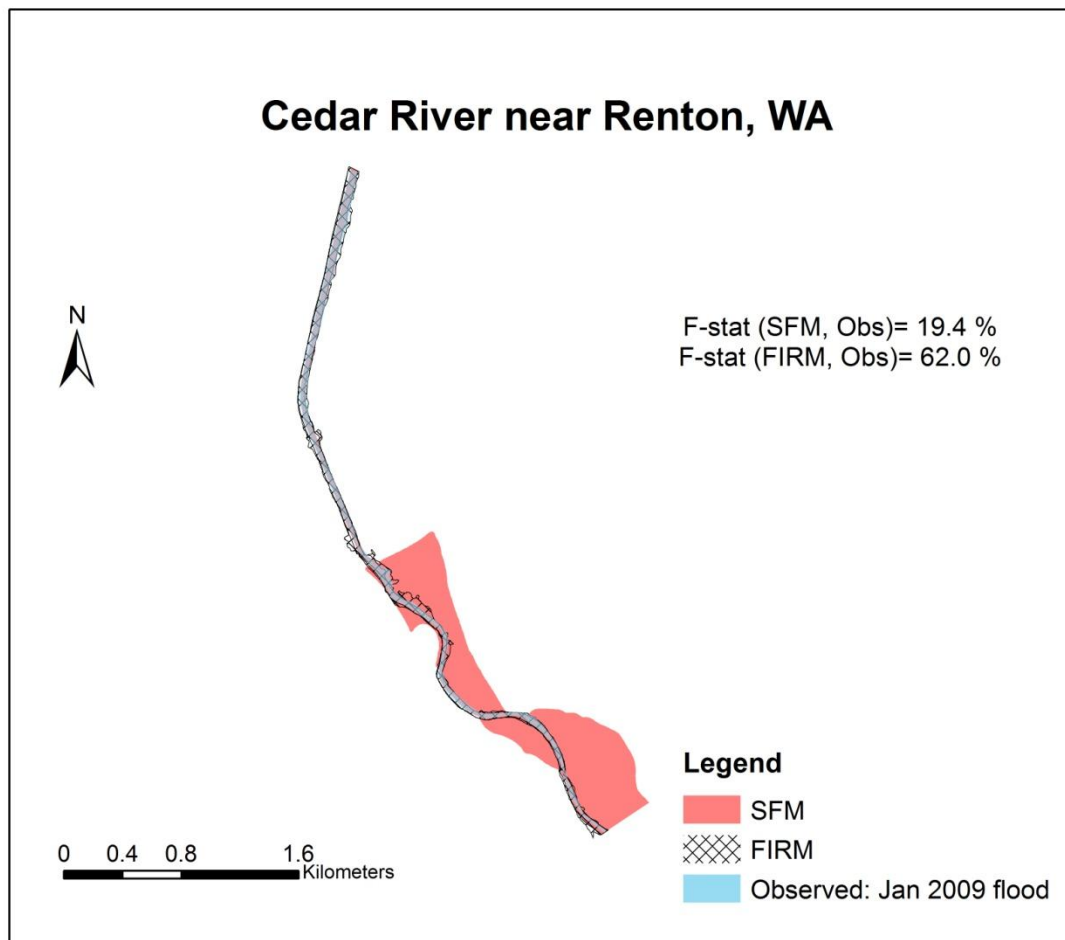 Cedar River near Renton, WA
N
F-stat (SFM, Obs)= 19.4 %
F-stat (FIRM, Obs)= 62.0 %
Legend
SFM
FIRM
Observed: Jan 2009 flood
0 0.4 0.8 1.6
Kilometers